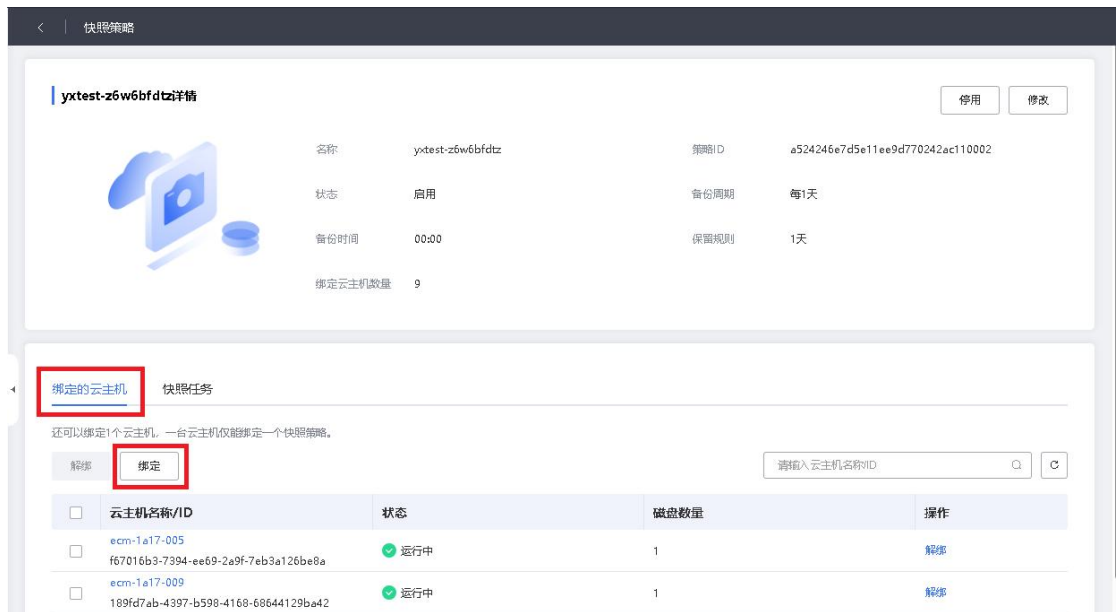 快照策略
yxtest-z6w6bfdtz详情
停用 修改
名称 yxtest-z6w6bfdtz 策略ID a524246e7d5e11ee9d770242ac110002
状态 启用 备份周期 每1天
备份时间 00:00 保留规则 1天
绑定云主机数量 9
绑定的云主机 快照任务
还可以绑定1个云主机，一台云主机仅能绑定一个快照策略。
解绑 绑定 请输入云主机名称/ID
云主机名称/ID 状态 磁盘数量 操作
ecm-1a17-005
f67016b3-7394-ee69-2a9f-7eb3a126be8a 运行中 1 解绑
ecm-1a17-009
189fd7ab-4397-b598-4168-68644129ba42 运行中 1 解绑